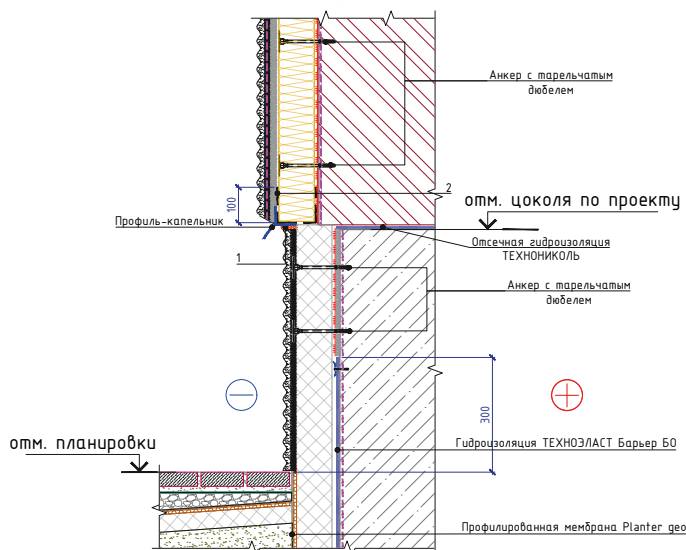 Анкер с тарельчатым
дюбелем
2
100
отм. цоколя по проекту
Профиль-капельник
Отсечная гидроизоляция
ТЕХНОНИКОЛЬ
1
Анкер с тарельчатым
дюбелем
300
отм. планировки
Гидроизоляция ТЕХНОЭЛАСТ Барьер БО
Профилированная мембрана Planter geo